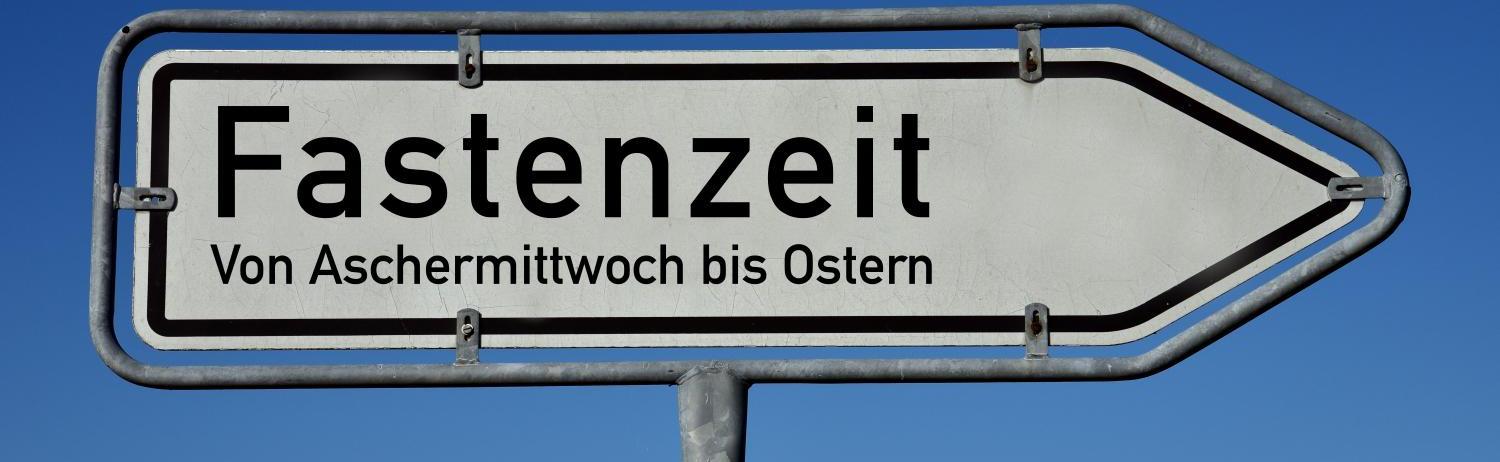 Fastenzeit
Von Aschermittwoch bis Ostern